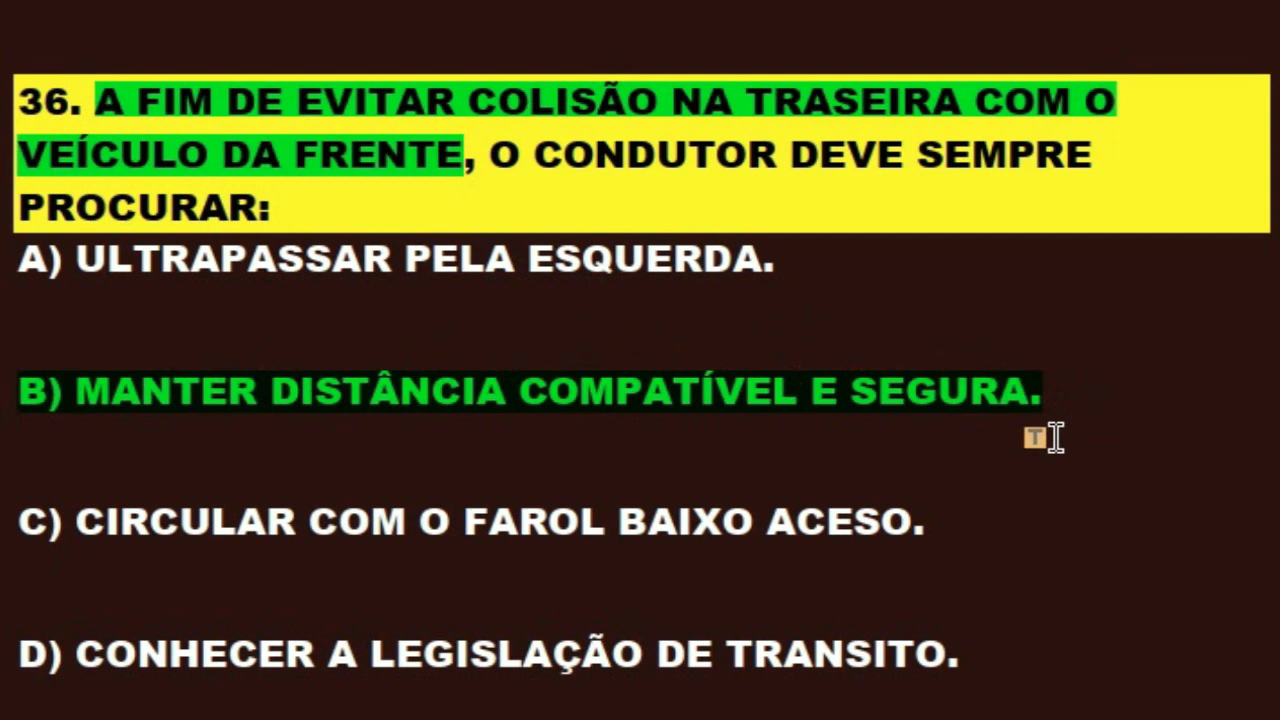 36. A FIM DE EVITAR COLISÃO NA TRASEIRA COM O
VEÍCULO DA FRENTE, O CONDUTOR DEVE SEMPRE
PROCURAR:
A) ULTRAPASSAR PELA ESQUERDA.
B) MANTER DISTÂNCIA COMPATÍVEL E SEGURA.
T
C) CIRCULAR COM O FAROL BAIXO ACESO.
D) CONHECER A LEGISLAÇÃO DE TRANSITO.